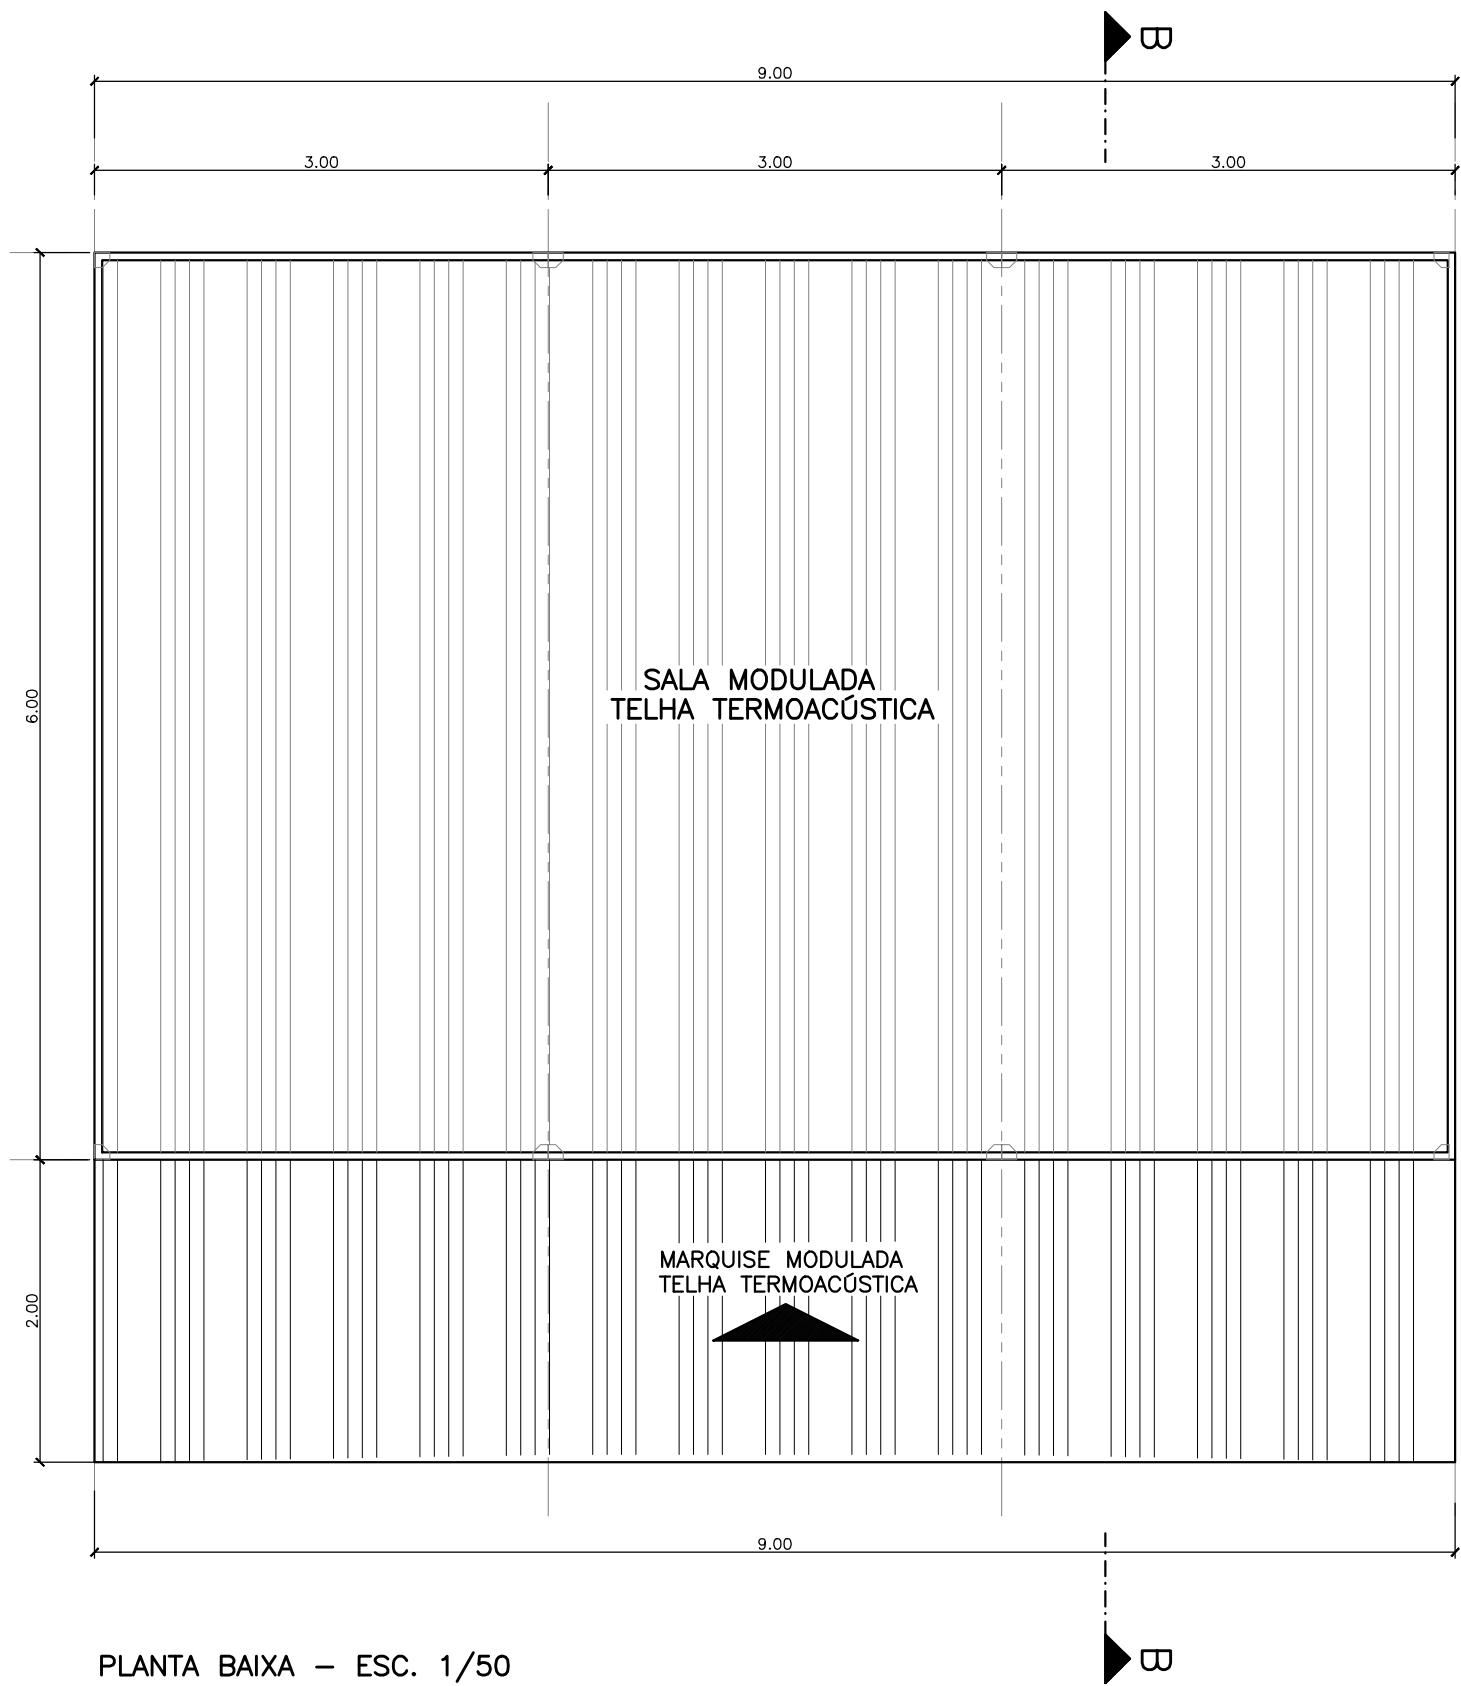 B
9.00
3.00 3.00 3.00
6.00
SALA MODULADA
TELHA TERMOACÚSTICA
2.00
MARQUISE MODULADA
TELHA TERMOACÚSTICA
9.00
PLANTA BAIXA - ESC. 1/50
B